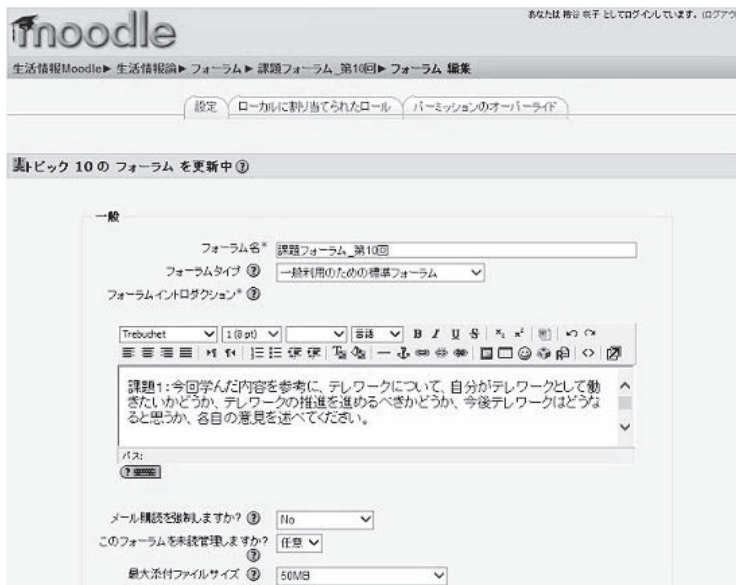 moodle
あなたは 柊谷 咲子 としてログインしています。(ログアウ
生活情報Moodle▶ 生活情報論▶ フォーラム▶ 課題フォーラム_第10回▶ フォーラム 編集
設定 ローカルに割り当てられたロール パーミッションのオーバーライド
トピック 10 の フォーラム を更新中
一般
フォーラム名* 課題フォーラム_第10回
フォーラムタイプ 一般利用のための標準フォーラム
フォーラムイントロダクション*
Trebuchet 1 (8 pt) 言語 B I U S x₂ x²
課題1:今回学んだ内容を参考に、テレワークについて、自分がテレワークとして働
きたいかどうか、テレワークの推進を進めるべきかどうか、今後テレワークはどうな
ると思うか、各自の意見を述べてください。
パス:
メール購読を強制しますか? No
このフォーラムを未読管理しますか? 任意
最大添付ファイルサイズ 50MB